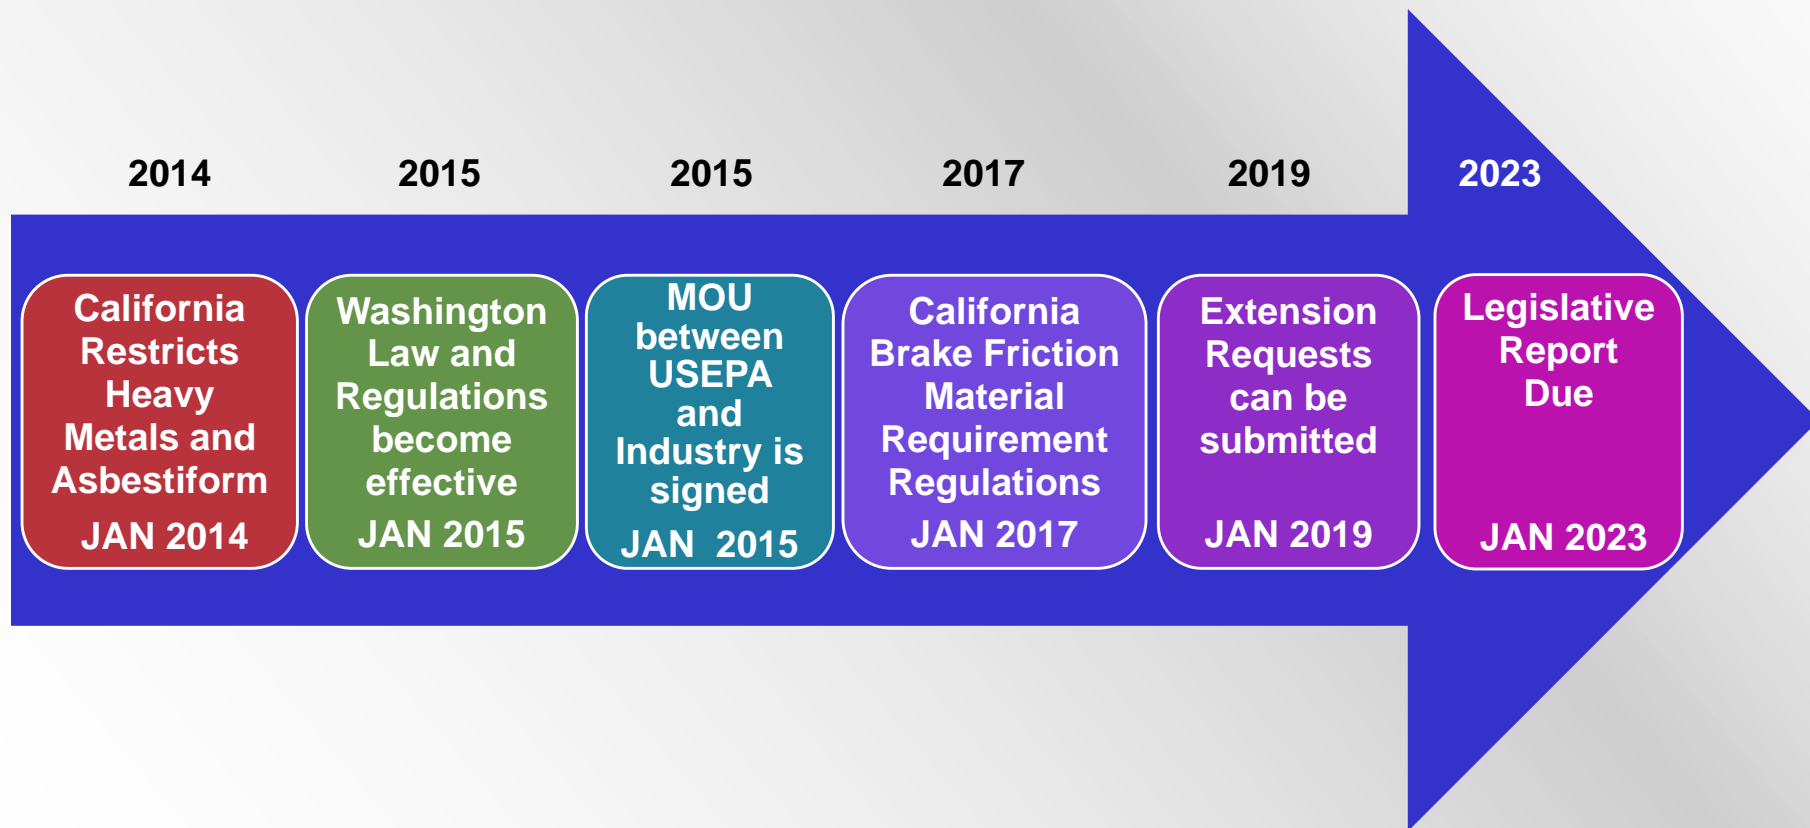 2014
2015
2015
2017
2019
2023
California
Restricts
Heavy
Metals and
Asbestiform
JAN 2014
Washington
Law and
Regulations
become
effective
JAN 2015
MOU
between
USEPA
and
Industry is
signed
JAN 2015
California
Brake Friction
Material
Requirement
Regulations
JAN 2017
Extension
Requests
can be
submitted
JAN 2019
Legislative
Report
Due
JAN 2023